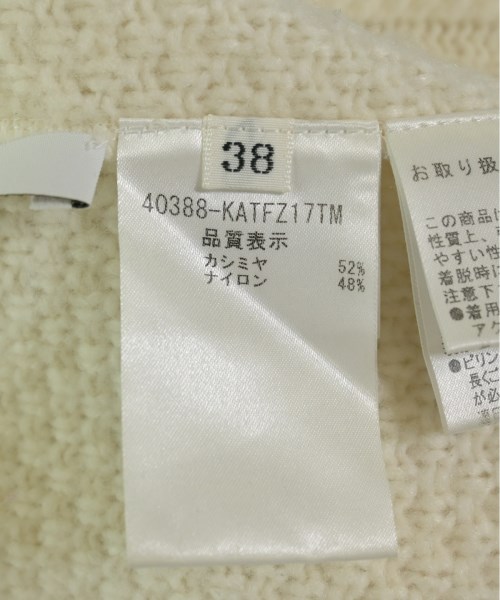 38
40388-KATFZ17TM
品質表示
カシミヤ 52%
ナイロン 48%
お取り扱
この商品は
性質上、
やすい性
着脱時に
注意下
●着用
アク
●ピリン
長くご
が必